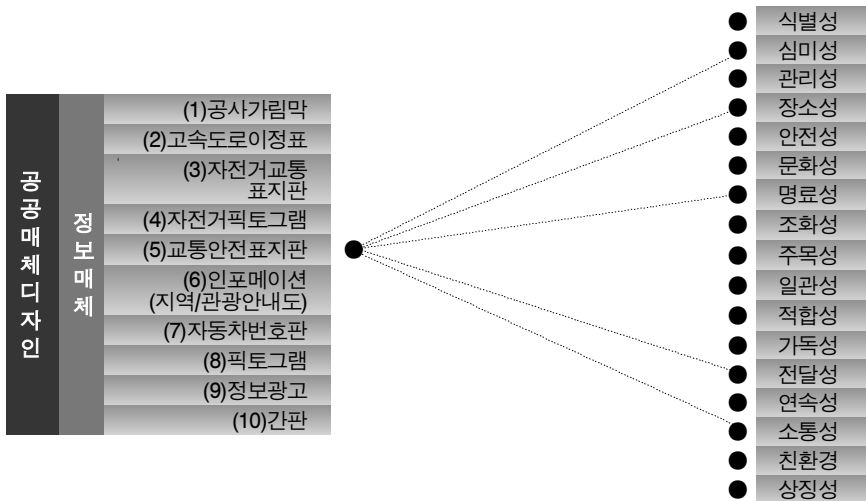 공공매체디자인
정보매체
(1)공사가림막
(2)고속도로이정표
(3)자전거교통
표지판
(4)자전거픽토그램
(5)교통안전표지판
(6)인포메이션
(지역/관광안내도)
(7)자동차번호판
(8)픽토그램
(9)정보광고
(10)간판
식별성
심미성
관리성
장소성
안전성
문화성
명료성
조화성
주목성
일관성
적합성
가독성
전달성
연속성
소통성
친환경
상징성